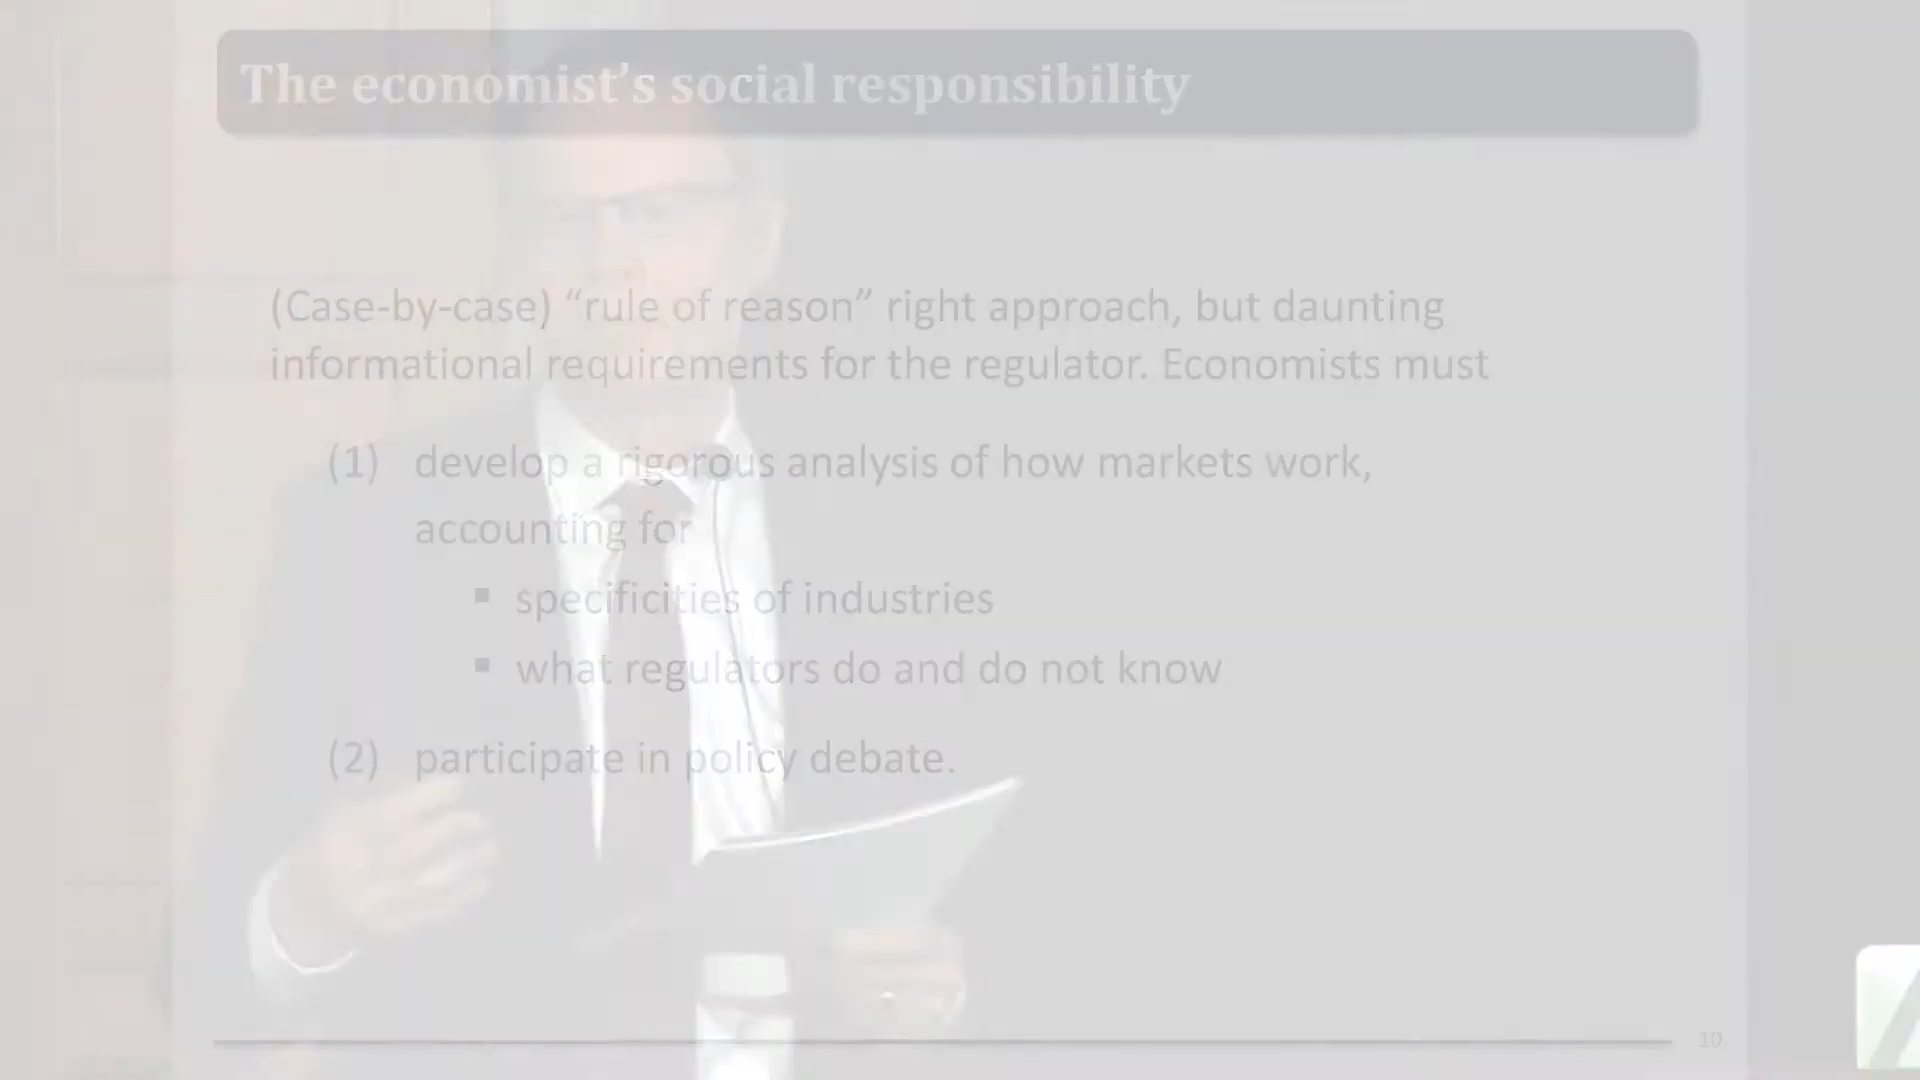 The economist’s social responsibility
(Case-by-case) “rule of reason” right approach, but daunting
informational requirements for the regulator. Economists must
(1) develop a rigorous analysis of how markets work,
accounting for
▪ specificities of industries
▪ what regulators do and do not know
(2) participate in policy debate.
10